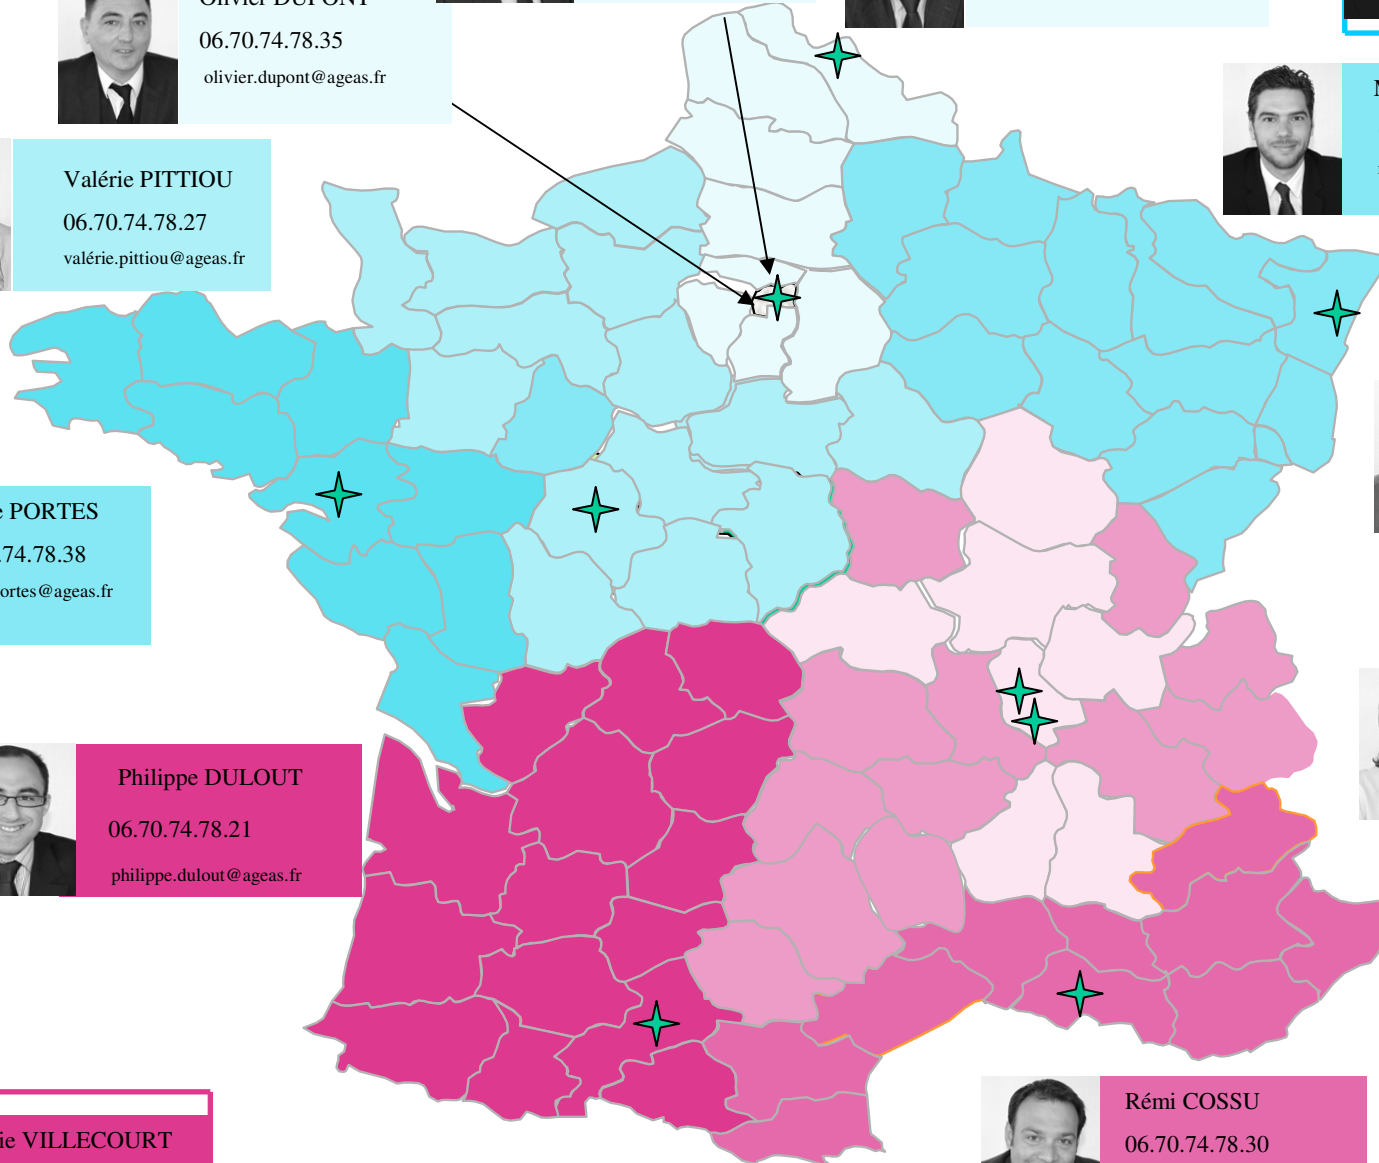 Olivier DUPONT
06.70.74.78.35
olivier.dupont@ageas.fr
Valérie PITTIOU
06.70.74.78.27
valérie.pittiou@ageas.fr
PORTES
.74.78.38
ortes@ageas.fr
Philippe DULOUT
06.70.74.78.21
philippe.dulout@ageas.fr
ie VILLECOURT
Rémi COSSU
06.70.74.78.30